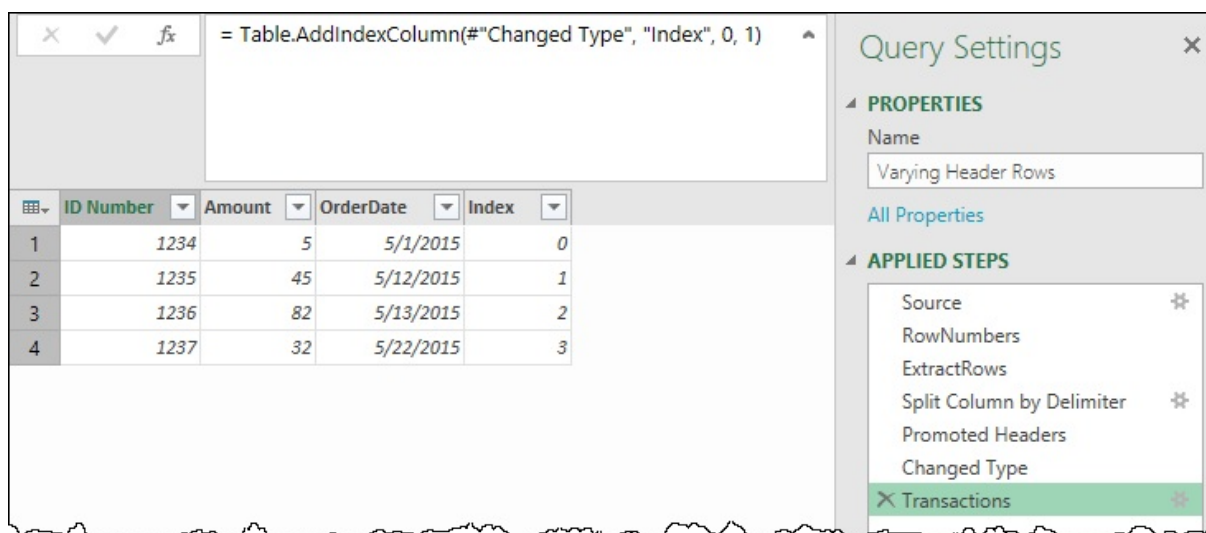 fx = Table.AddIndexColumn(#"Changed Type", "Index", 0, 1)
ID Number Amount OrderDate Index
1 1234 5 5/1/2015 0
2 1235 45 5/12/2015 1
3 1236 82 5/13/2015 2
4 1237 32 5/22/2015 3
Query Settings
PROPERTIES
Name
Varying Header Rows
All Properties
APPLIED STEPS
Source
RowNumbers
ExtractRows
Split Column by Delimiter
Promoted Headers
Changed Type
Transactions